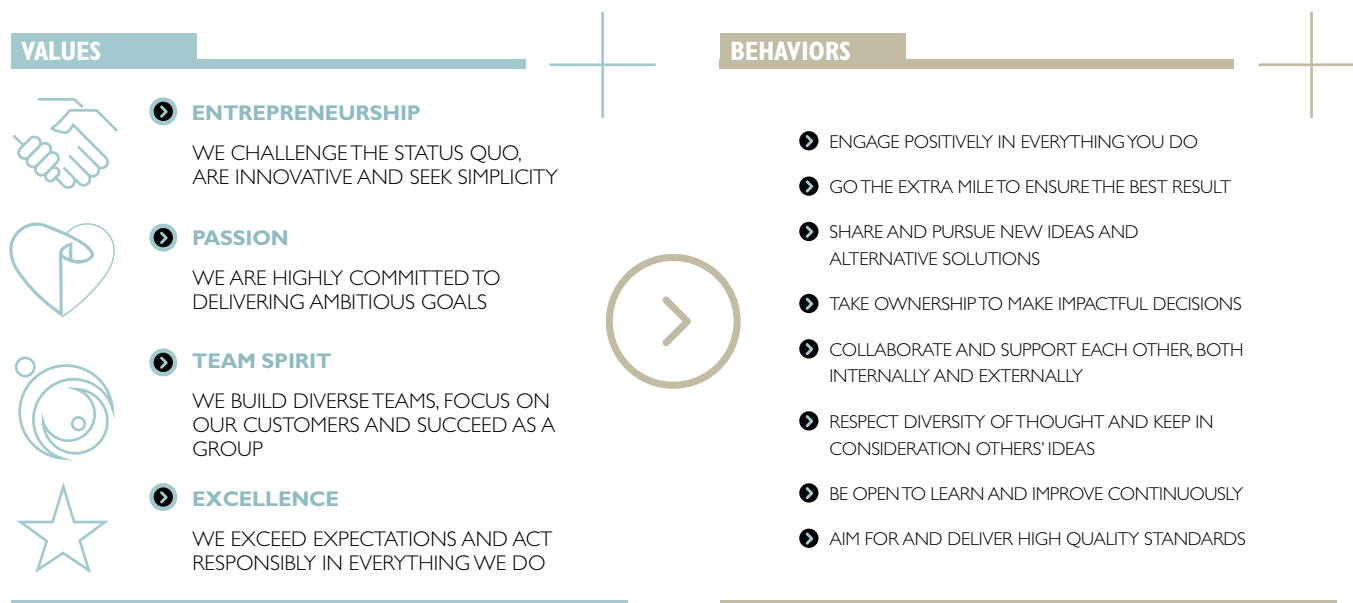 VALUES
ENTREPRENEURSHIP
WE CHALLENGE THE STATUS QUO,
ARE INNOVATIVE AND SEEK SIMPLICITY
PASSION
WE ARE HIGHLY COMMITTED TO
DELIVERING AMBITIOUS GOALS
TEAM SPIRIT
WE BUILD DIVERSE TEAMS, FOCUS ON
OUR CUSTOMERS AND SUCCEED AS A
GROUP
EXCELLENCE
WE EXCEED EXPECTATIONS AND ACT
RESPONSIBLY IN EVERYTHING WE DO
BEHAVIORS
ENGAGE POSITIVELY IN EVERYTHING YOU DO
GO THE EXTRA MILE TO ENSURE THE BEST RESULT
SHARE AND PURSUE NEW IDEAS AND
ALTERNATIVE SOLUTIONS
TAKE OWNERSHIP TO MAKE IMPACTFUL DECISIONS
COLLABORATE AND SUPPORT EACH OTHER, BOTH
INTERNALLY AND EXTERNALLY
RESPECT DIVERSITY OF THOUGHT AND KEEP IN
CONSIDERATION OTHERS' IDEAS
BE OPEN TO LEARN AND IMPROVE CONTINUOUSLY
AIM FOR AND DELIVER HIGH QUALITY STANDARDS